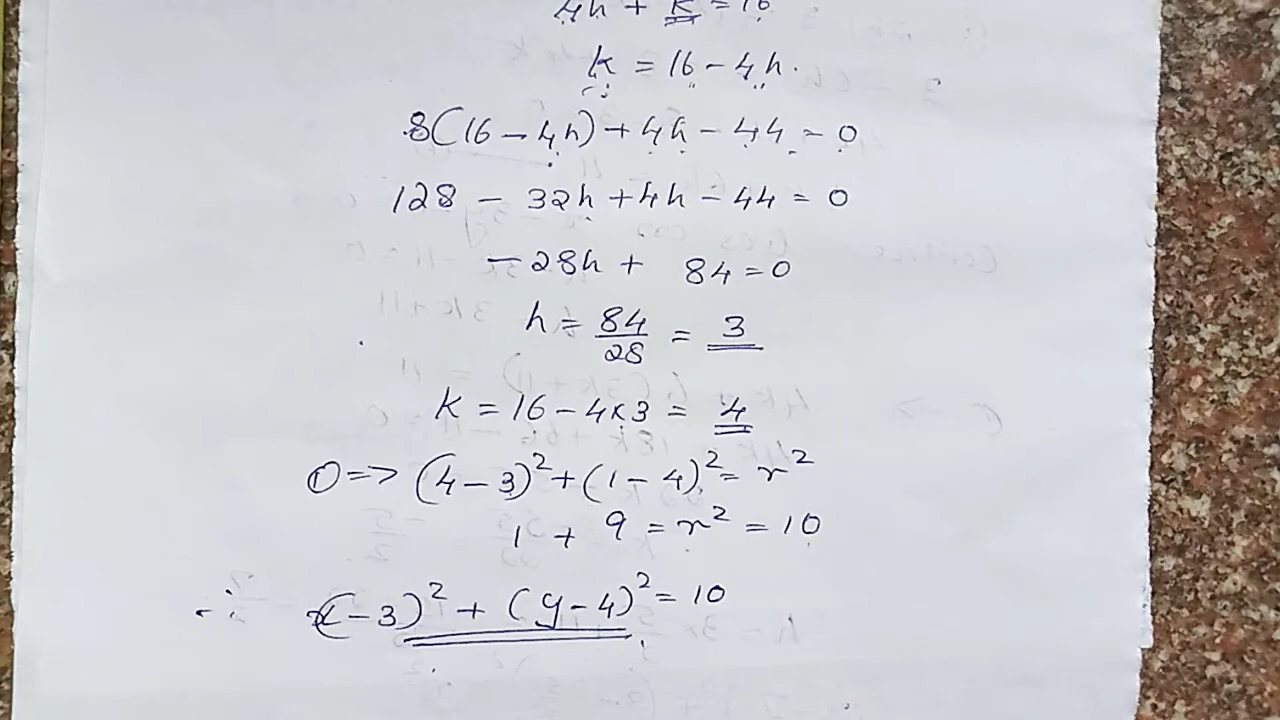 4h + k = 16
k = 16 - 4h.
8(16 - 4h) + 4h - 44 = 0
128 - 32h + 4h - 44 = 0
-28h + 84 = 0
h = 84/28 = 3
k = 16 - 4×3 = 4
① => (4 - 3)² + (1 - 4)² = r²
1 + 9 = r² = 10
∴ x(-3)² + (y - 4)² = 10